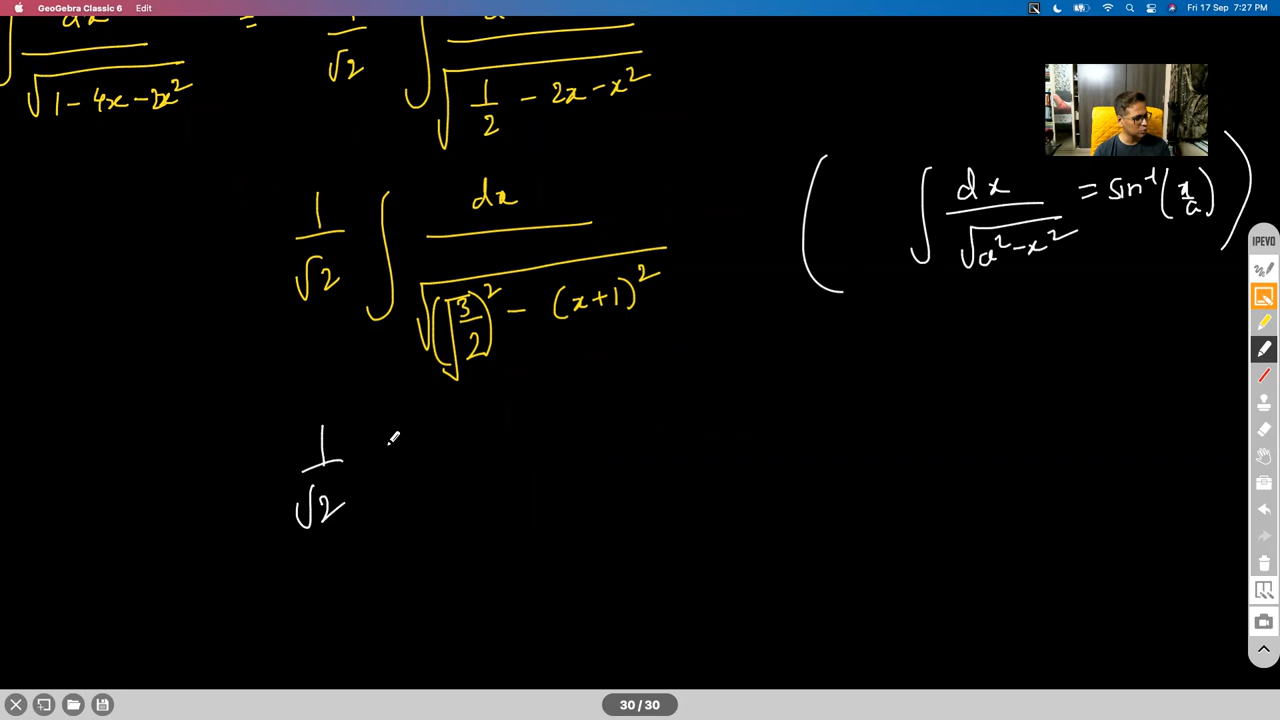 GeoGebra Classic 6 Edit Fri 17 Sep 7:27 PM
∫ dx / √(1 - 4x - 2x²) = 1/√2 ∫ / √(1/2 - 2x - x²)
1/√2 ∫ dx / √((√(3/2))² - (x+1)²)
( ∫ dx / √(a² - x²) = sin⁻¹(x/a) )
1/√2
IPEVO
30 / 30